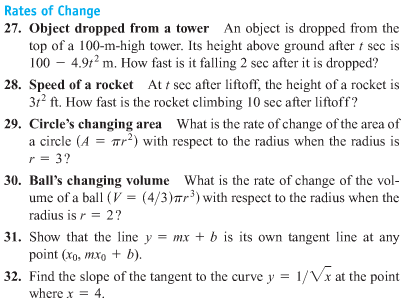 Rates of Change
27. Object dropped from a tower An object is dropped from the
top of a 100-m-high tower. Its height above ground after t sec is
100 − 4.9t² m. How fast is it falling 2 sec after it is dropped?
28. Speed of a rocket At t sec after liftoff, the height of a rocket is
3t² ft. How fast is the rocket climbing 10 sec after liftoff?
29. Circle's changing area What is the rate of change of the area of
a circle (A = πr²) with respect to the radius when the radius is
r = 3?
30. Ball's changing volume What is the rate of change of the vol-
ume of a ball (V = (4/3)πr³) with respect to the radius when the
radius is r = 2?
31. Show that the line y = mx + b is its own tangent line at any
point (x₀, mx₀ + b).
32. Find the slope of the tangent to the curve y = 1/√x at the point
where x = 4.